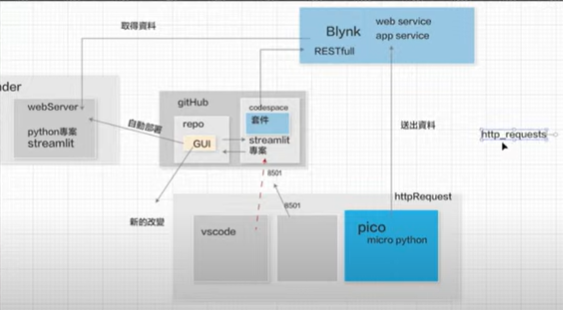 Blynk
web service
app service
RESTfull
取得資料
nder
webServer
python專案
streamlit
自動部署
gitHub
repo
GUI
codespace
套件
streamlit
專案
8501
送出資料
http_requests
新的改變
8501
httpRequest
vscode
pico
micro python